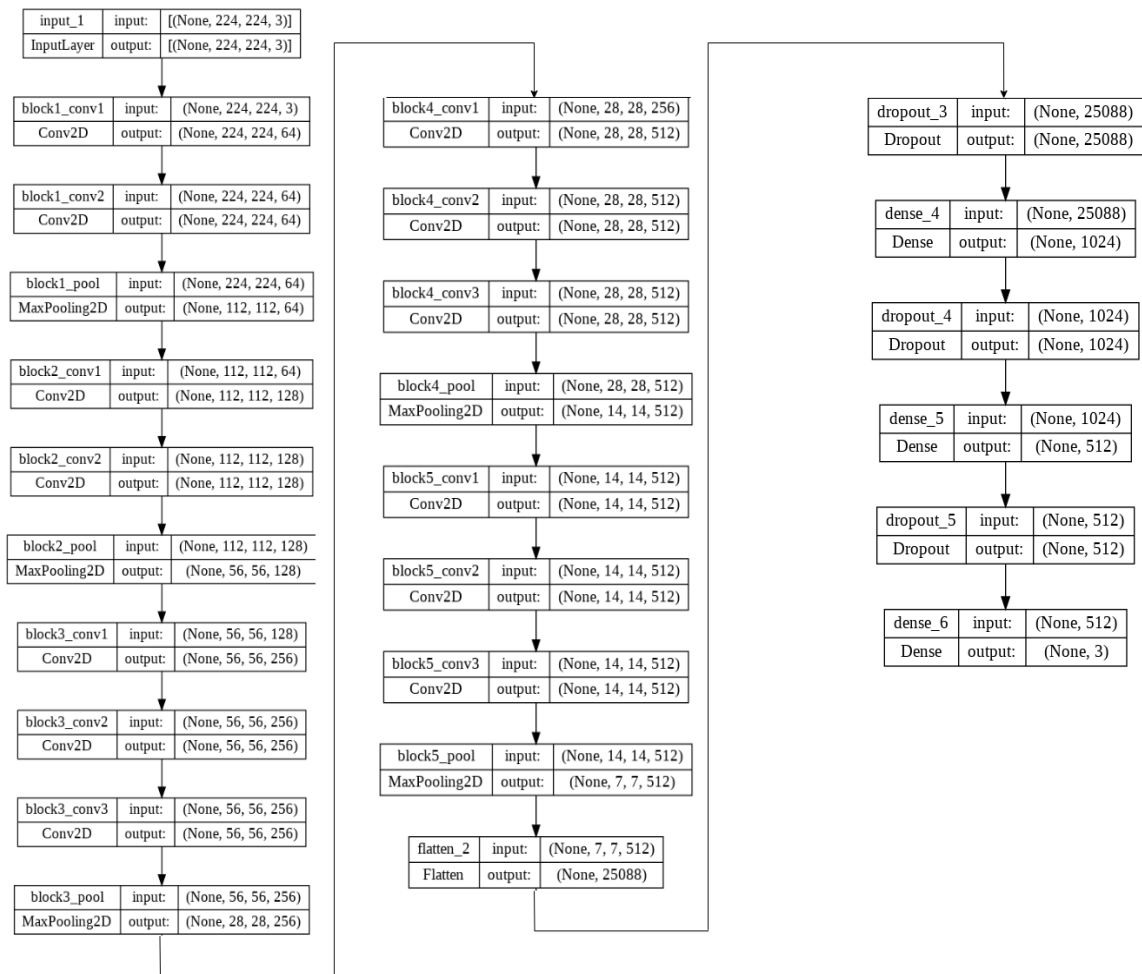 input_1 input: [(None, 224, 224, 3)]
InputLayer output: [(None, 224, 224, 3)]
block1_conv1 input: (None, 224, 224, 3)
Conv2D output: (None, 224, 224, 64)
block1_conv2 input: (None, 224, 224, 64)
Conv2D output: (None, 224, 224, 64)
block1_pool input: (None, 224, 224, 64)
MaxPooling2D output: (None, 112, 112, 64)
block2_conv1 input: (None, 112, 112, 64)
Conv2D output: (None, 112, 112, 128)
block2_conv2 input: (None, 112, 112, 128)
Conv2D output: (None, 112, 112, 128)
block2_pool input: (None, 112, 112, 128)
MaxPooling2D output: (None, 56, 56, 128)
block3_conv1 input: (None, 56, 56, 128)
Conv2D output: (None, 56, 56, 256)
block3_conv2 input: (None, 56, 56, 256)
Conv2D output: (None, 56, 56, 256)
block3_conv3 input: (None, 56, 56, 256)
Conv2D output: (None, 56, 56, 256)
block3_pool input: (None, 56, 56, 256)
MaxPooling2D output: (None, 28, 28, 256)
block4_conv1 input: (None, 28, 28, 256)
Conv2D output: (None, 28, 28, 512)
block4_conv2 input: (None, 28, 28, 512)
Conv2D output: (None, 28, 28, 512)
block4_conv3 input: (None, 28, 28, 512)
Conv2D output: (None, 28, 28, 512)
block4_pool input: (None, 28, 28, 512)
MaxPooling2D output: (None, 14, 14, 512)
block5_conv1 input: (None, 14, 14, 512)
Conv2D output: (None, 14, 14, 512)
block5_conv2 input: (None, 14, 14, 512)
Conv2D output: (None, 14, 14, 512)
block5_conv3 input: (None, 14, 14, 512)
Conv2D output: (None, 14, 14, 512)
block5_pool input: (None, 14, 14, 512)
MaxPooling2D output: (None, 7, 7, 512)
flatten_2 input: (None, 7, 7, 512)
Flatten output: (None, 25088)
dropout_3 input: (None, 25088)
Dropout output: (None, 25088)
dense_4 input: (None, 25088)
Dense output: (None, 1024)
dropout_4 input: (None, 1024)
Dropout output: (None, 1024)
dense_5 input: (None, 1024)
Dense output: (None, 512)
dropout_5 input: (None, 512)
Dropout output: (None, 512)
dense_6 input: (None, 512)
Dense output: (None, 3)